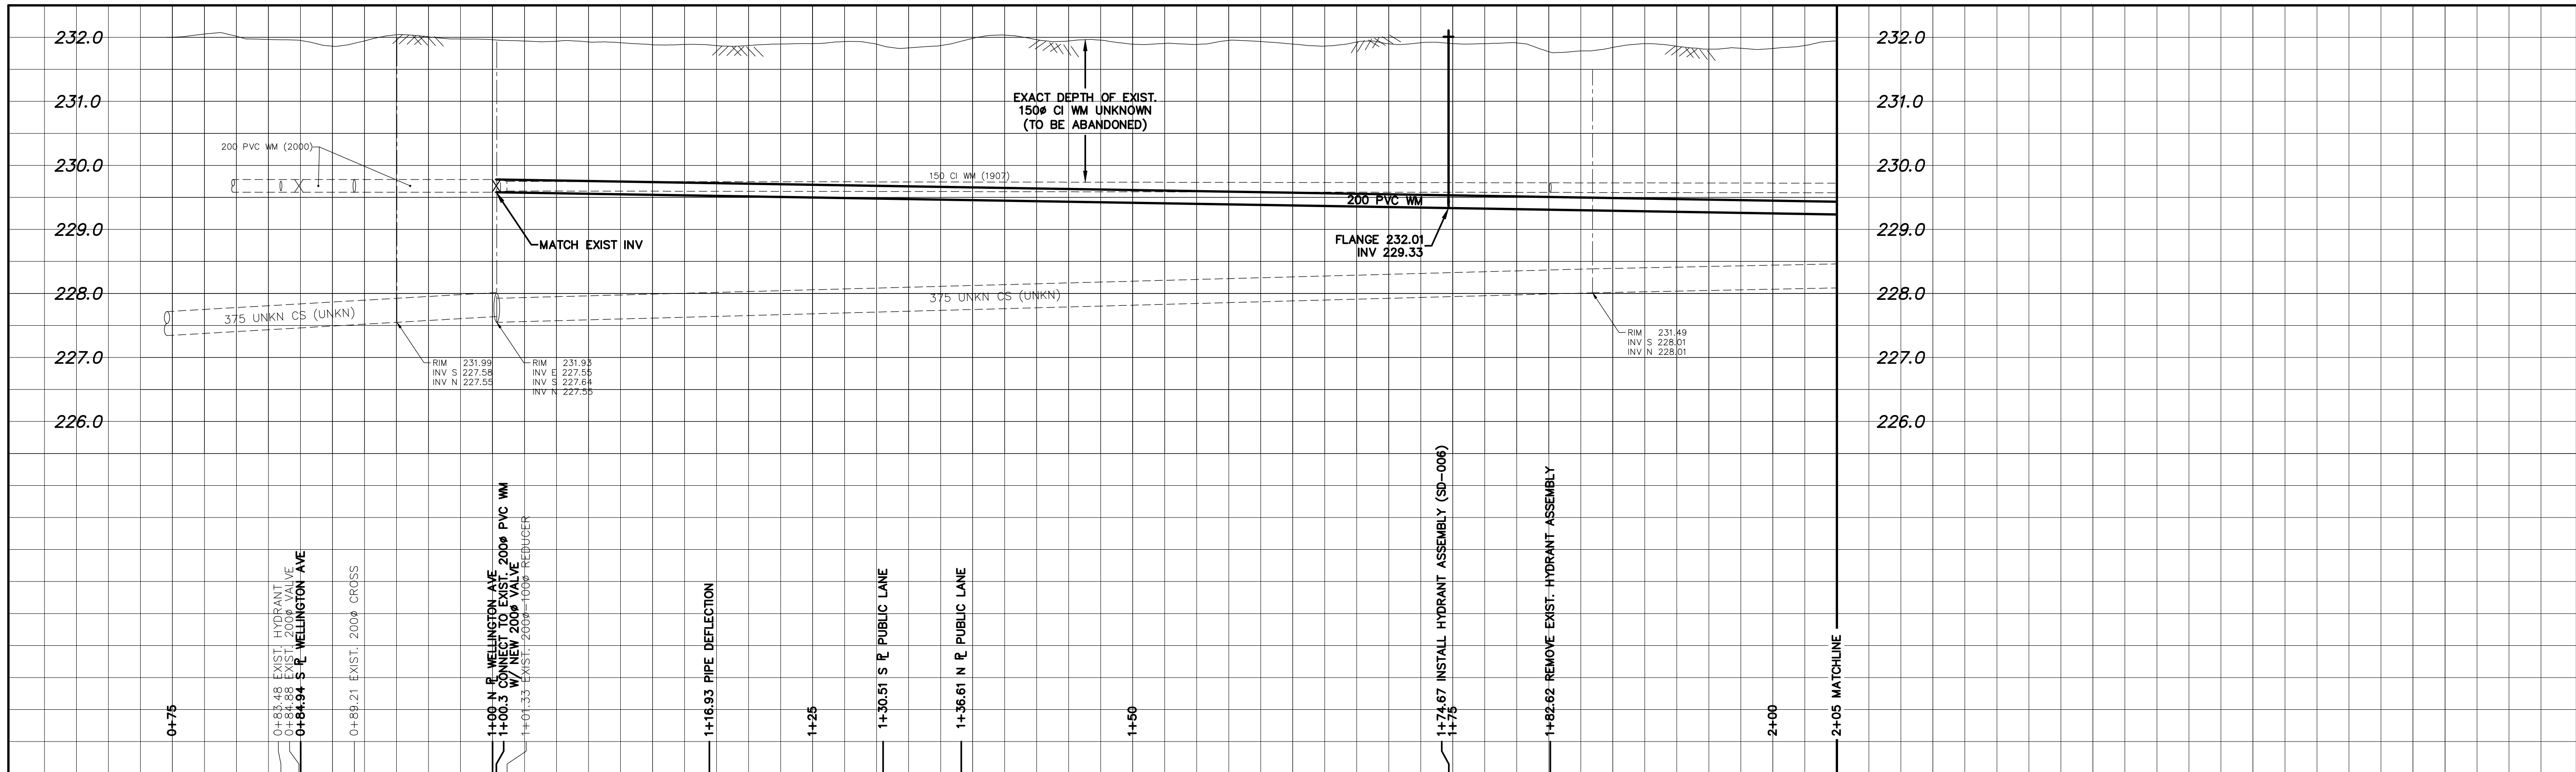 232.0
231.0
230.0
229.0
228.0
227.0
226.0
232.0
231.0
230.0
229.0
228.0
227.0
226.0
EXACT DEPTH OF EXIST.
150ø CI WM UNKNOWN
(TO BE ABANDONED)
200 PVC WM (2000)
150 CI WM (1907)
200 PVC WM
MATCH EXIST INV
FLANGE 232.01
INV 229.33
375 UNKN CS (UNKN)
375 UNKN CS (UNKN)
RIM 231.99
INV S 227.58
INV N 227.55
RIM 231.93
INV E 227.55
INV S 227.64
INV N 227.55
RIM 231.49
INV S 228.01
INV N 228.01
0+75
0+83.48 EXIST. HYDRANT
0+84.88 EXIST. 200ø VALVE
0+84.94 S PL WELLINGTON AVE
0+89.21 EXIST. 200ø CROSS
1+00 N PL WELLINGTON AVE
1+00.3 CONNECT TO EXIST. 200ø PVC WM
W/ NEW 200ø VALVE
1+01.33 EXIST. 200ø-100ø REDUCER
1+16.93 PIPE DEFLECTION
1+25
1+30.51 S PL PUBLIC LANE
1+36.61 N PL PUBLIC LANE
1+50
1+74.67 INSTALL HYDRANT ASSEMBLY (SD-006)
1+75
1+82.62 REMOVE EXIST. HYDRANT ASSEMBLY
2+00
2+05 MATCHLINE